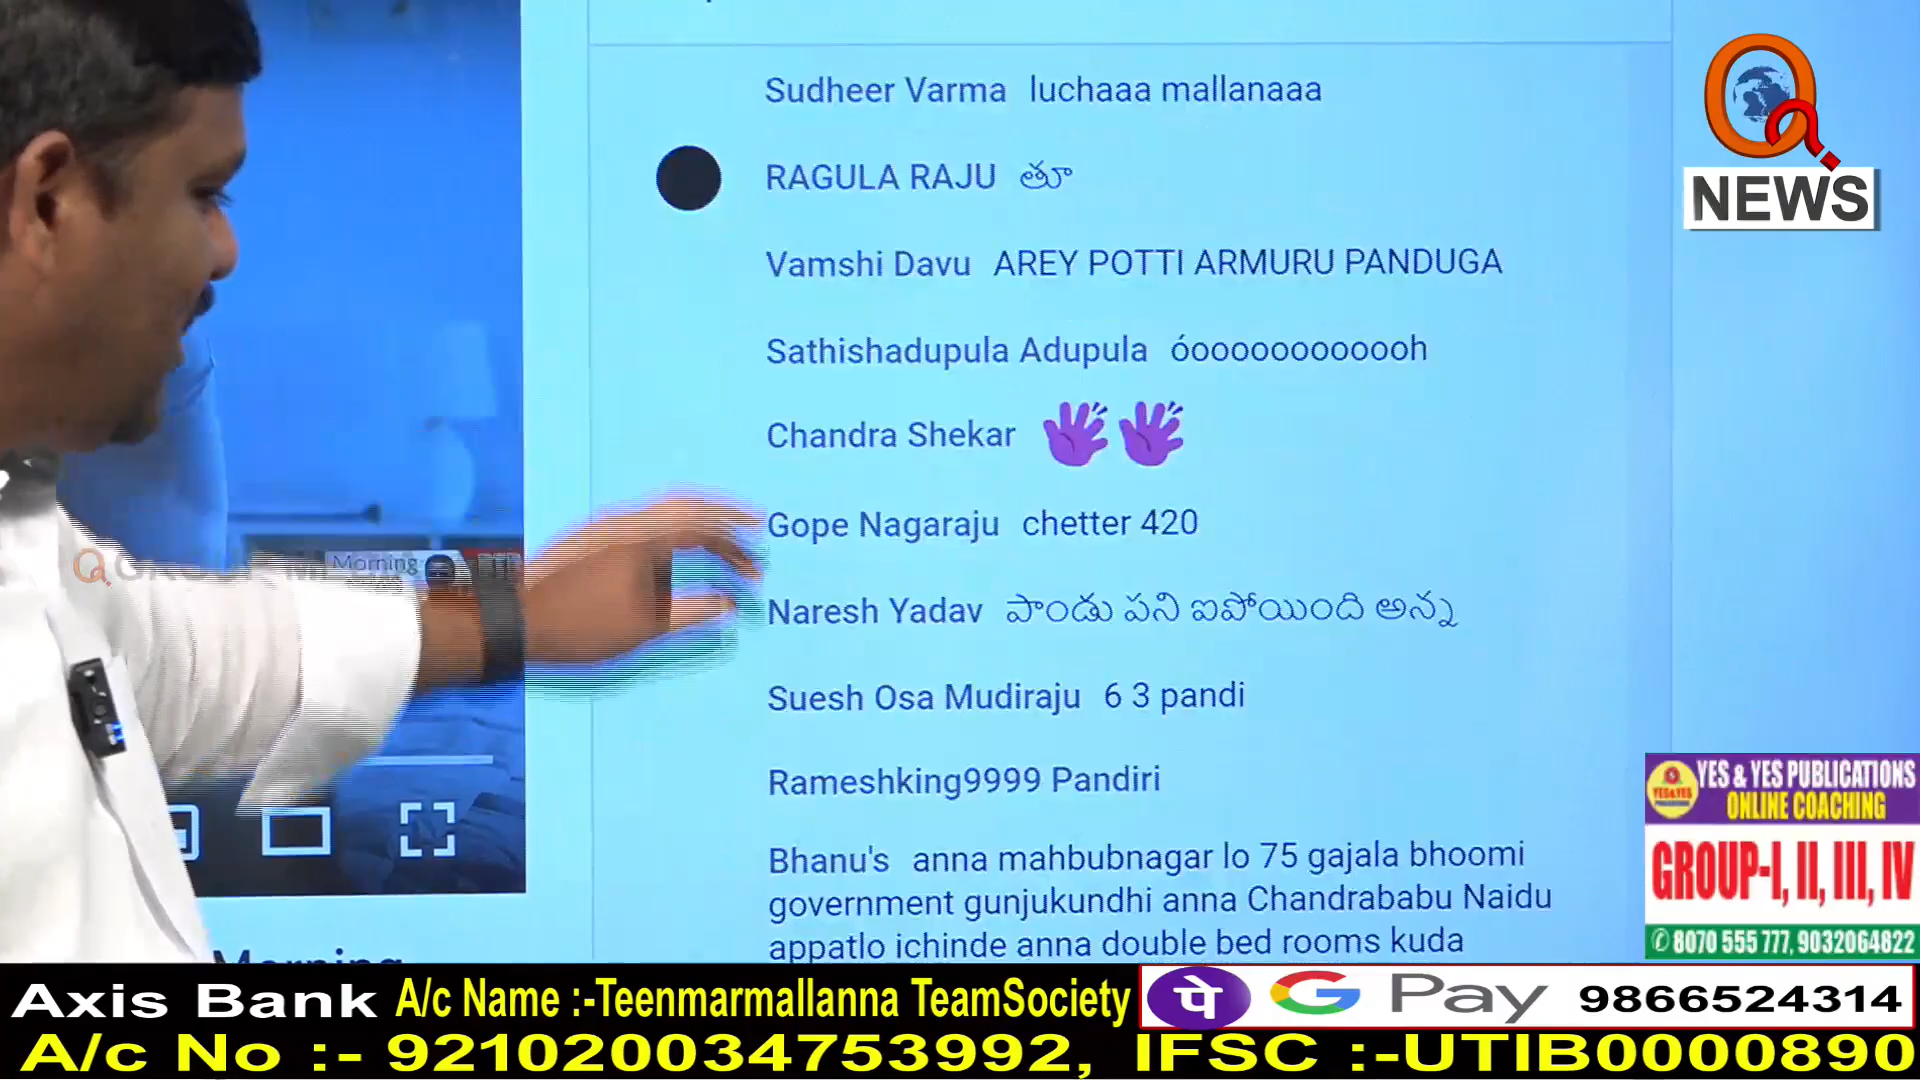 Sudheer Varma luchaaa mallanaaa
RAGULA RAJU తూ
Vamshi Davu AREY POTTI ARMURU PANDUGA
Sathishadupula Adupula óoooooooooooh
Chandra Shekar
Gope Nagaraju chetter 420
Naresh Yadav పాండు పని ఐపోయింది అన్న
Suesh Osa Mudiraju 6 3 pandi
Rameshking9999 Pandiri
Bhanu's anna mahbubnagar lo 75 gajala bhoomi
government gunjukundhi anna Chandrababu Naidu
appatlo ichinde anna double bed rooms kuda
Q
NEWS
Morning
Morning
YES & YES PUBLICATIONS
ONLINE COACHING
GROUP-I, II, III, IV
8070 555 777, 9032064822
Axis Bank A/c Name :-Teenmarmallanna TeamSociety
पे G Pay 9866524314
A/c No :- 921020034753992, IFSC :-UTIB0000890